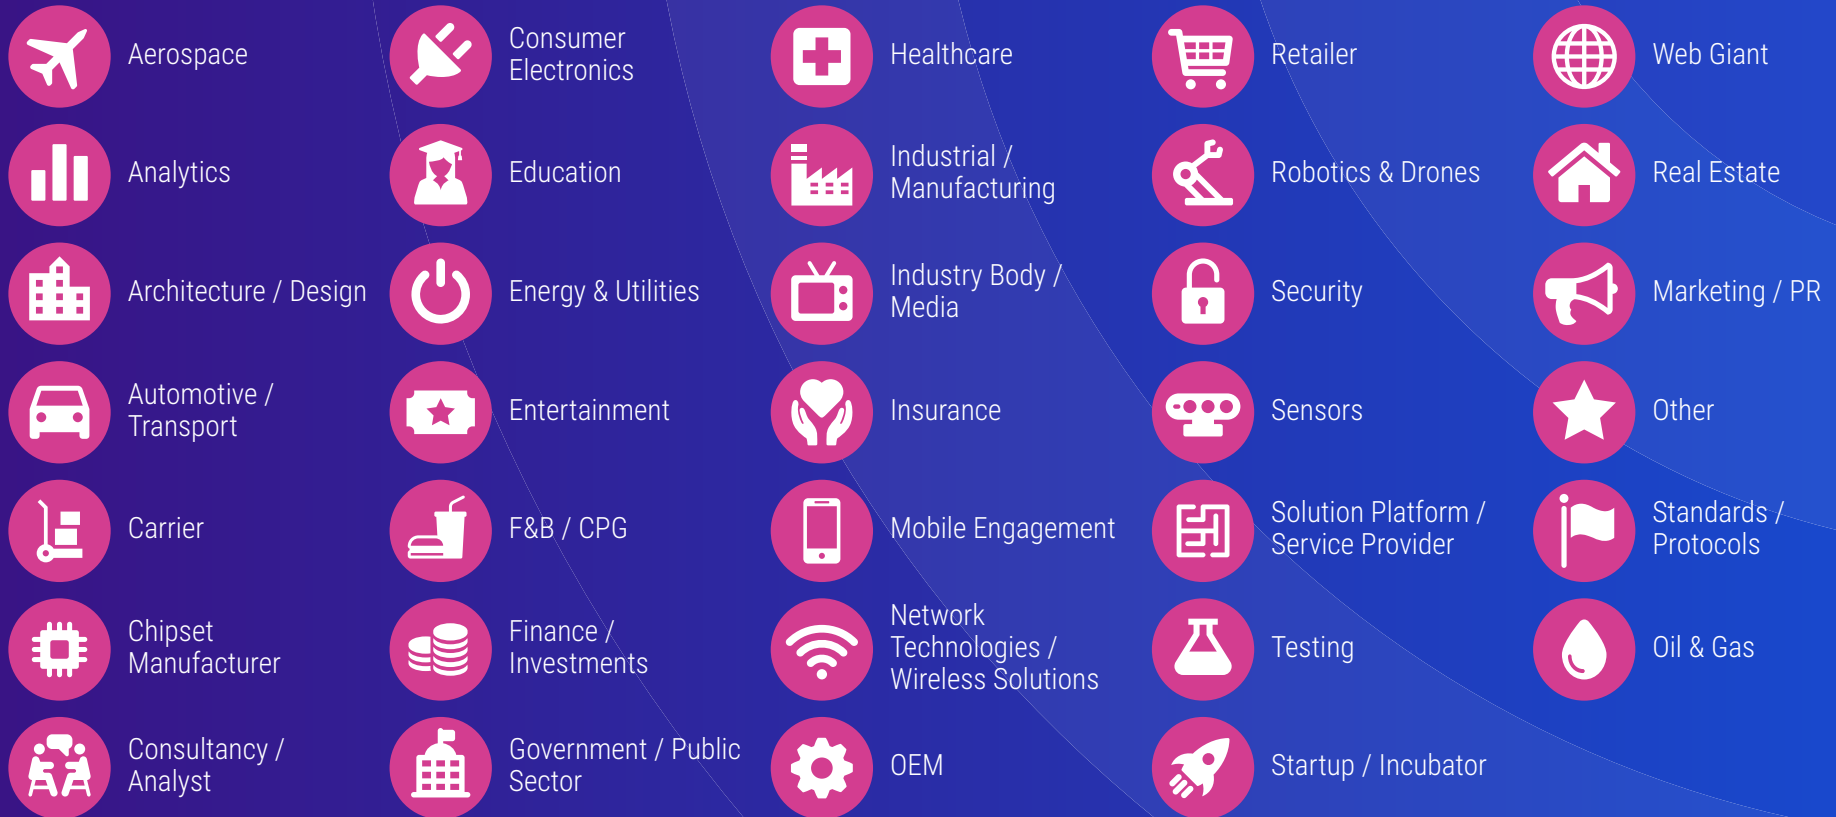 Aerospace
Analytics
Architecture / Design
Automotive /
Transport
Carrier
Chipset
Manufacturer
Consultancy /
Analyst
Consumer
Electronics
Education
Energy & Utilities
Entertainment
F&B / CPG
Finance /
Investments
Government / Public
Sector
Healthcare
Industrial /
Manufacturing
Industry Body /
Media
Insurance
Mobile Engagement
Network
Technologies /
Wireless Solutions
OEM
Retailer
Robotics & Drones
Security
Sensors
Solution Platform /
Service Provider
Testing
Startup / Incubator
Web Giant
Real Estate
Marketing / PR
Other
Standards /
Protocols
Oil & Gas